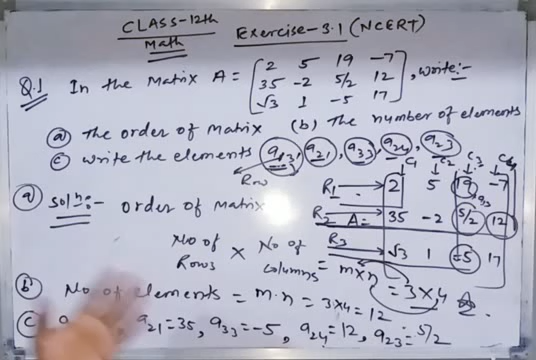 CLASS-12th
Math
Exercise-3.1 (NCERT)
Q.1 In the Matrix A = [2 5 19 -7
35 -2 5/2 12
√3 1 -5 17], write:-
(a) The order of matrix (b) The number of elements
(c) write the elements a13, a21, a33, a24, a23
Row
C1 C2 C3 C4
(a) Soln:- order of matrix
R1 2 5 19 -7
R2 A= 35 -2 5/2 12
R3 √3 1 -5 17
No of Rows × No of columns = m×n = 3×4
(b) No of elements = m·n = 3×4 = 12
(c) a21=35, a33=-5, a24=12, a23=5/2